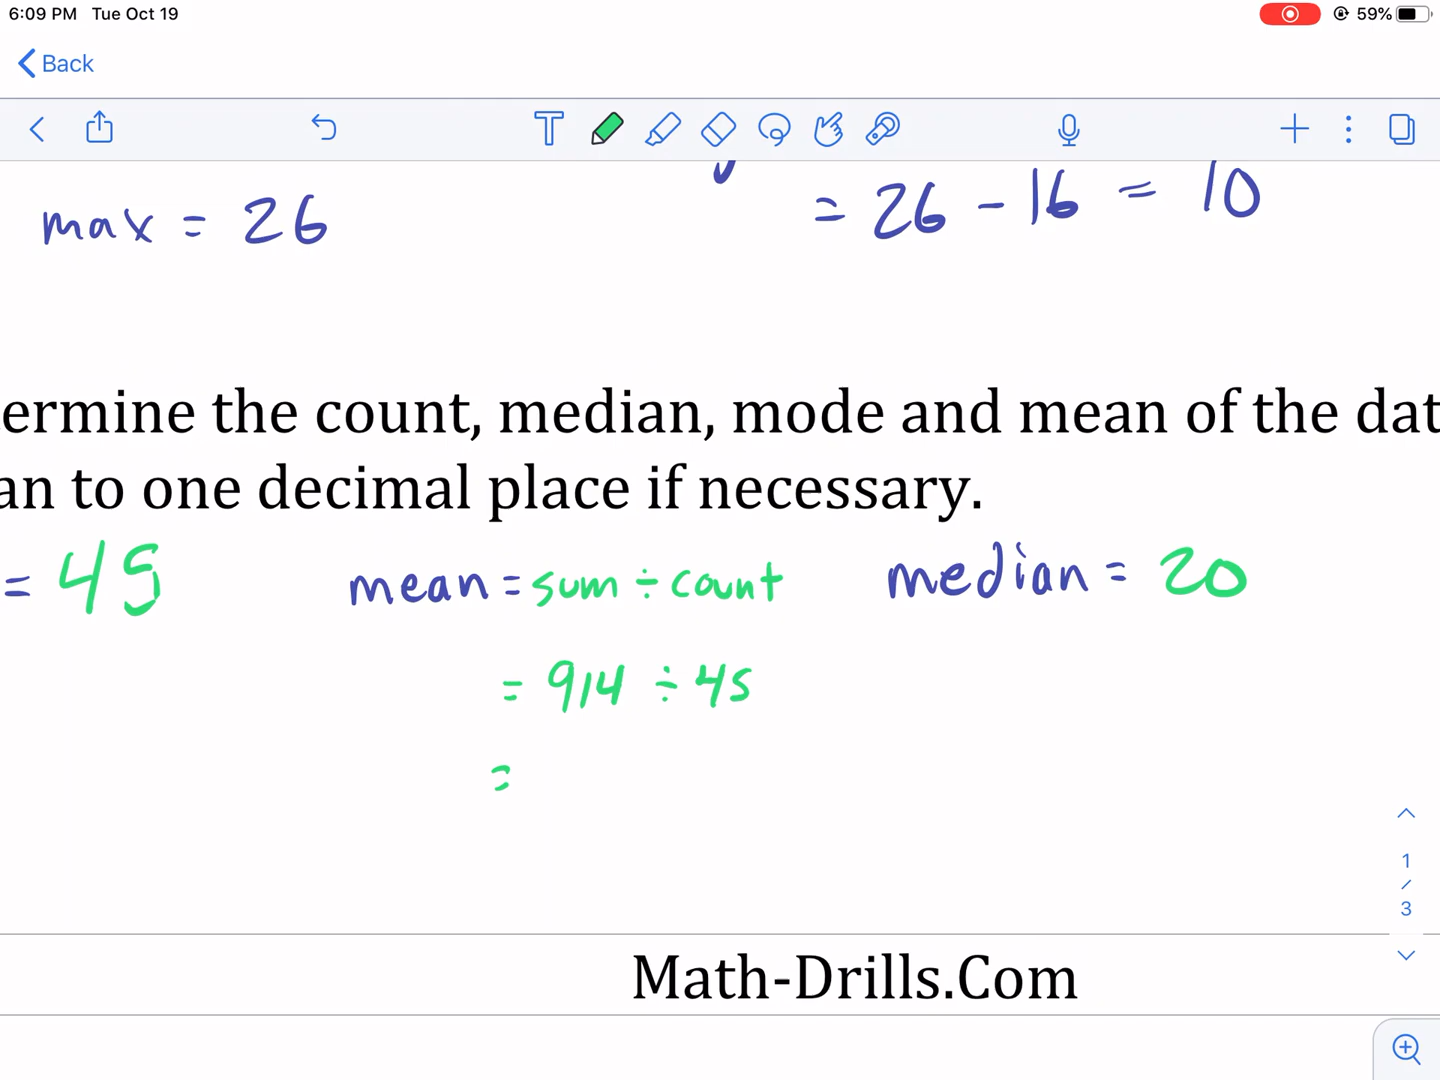 6:09 PM Tue Oct 19 59%
Back
T
max = 26
= 26 - 16 = 10
ermine the count, median, mode and mean of the dat
an to one decimal place if necessary.
= 45
mean = sum ÷ count
median = 20
= 914 ÷ 45
=
1
/
3
Math-Drills.Com